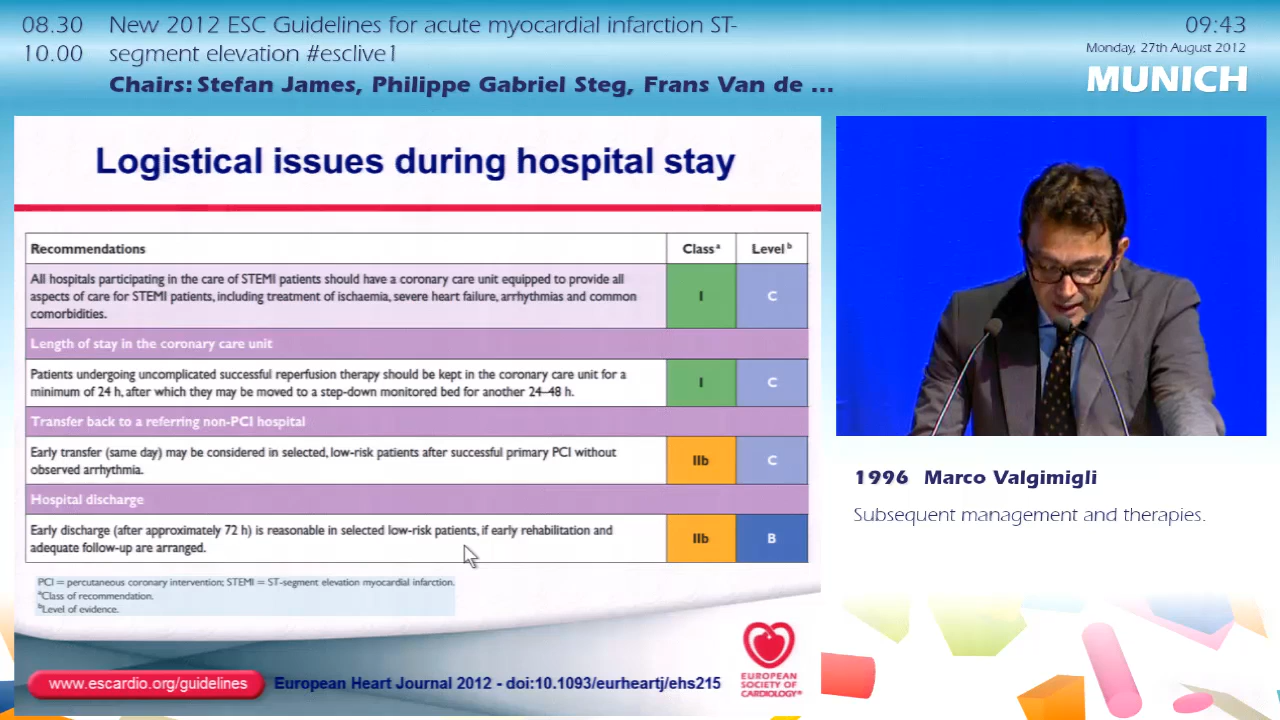 08.30
10.00
New 2012 ESC Guidelines for acute myocardial infarction ST-
segment elevation #esclive1
Chairs: Stefan James, Philippe Gabriel Steg, Frans Van de ...
09:43
Monday, 27th August 2012
MUNICH
Logistical issues during hospital stay
Recommendations Class a Level b
All hospitals participating in the care of STEMI patients should have a coronary care unit equipped to provide all
aspects of care for STEMI patients, including treatment of ischaemia, severe heart failure, arrhythmias and common
comorbidities.
I C
Length of stay in the coronary care unit
Patients undergoing uncomplicated successful reperfusion therapy should be kept in the coronary care unit for a
minimum of 24 h, after which they may be moved to a step-down monitored bed for another 24–48 h.
I C
Transfer back to a referring non-PCI hospital
Early transfer (same day) may be considered in selected, low-risk patients after successful primary PCI without
observed arrhythmia.
IIb C
Hospital discharge
Early discharge (after approximately 72 h) is reasonable in selected low-risk patients, if early rehabilitation and
adequate follow-up are arranged.
IIb B
PCI = percutaneous coronary intervention; STEMI = ST-segment elevation myocardial infarction.
aClass of recommendation.
bLevel of evidence.
www.escardio.org/guidelines
European Heart Journal 2012 - doi:10.1093/eurheartj/ehs215
EUROPEAN
SOCIETY OF
CARDIOLOGY®
1996 Marco Valgimigli
Subsequent management and therapies.